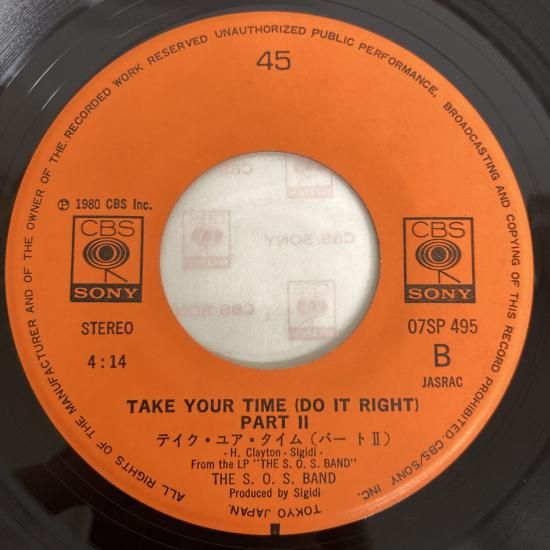 ALL RIGHTS OF THE MANUFACTURER AND OF THE OWNER OF THE RECORDED WORK RESERVED UNAUTHORIZED PUBLIC PERFORMANCE, BROADCASTING AND COPYING OF THIS RECORD PROHIBITED CBS/SONY INC. TOKYO JAPAN.
45
℗ 1980 CBS Inc.
CBS
SONY
CBS
SONY
STEREO
4:14
07SP 495
B
JASRAC
TAKE YOUR TIME (DO IT RIGHT)
PART II
テイク・ユア・タイム(パートⅡ)
- H. Clayton - Sigidi -
From the LP "THE S. O. S. BAND"
THE S. O. S. BAND
Produced by Sigidi
CBS/SONY